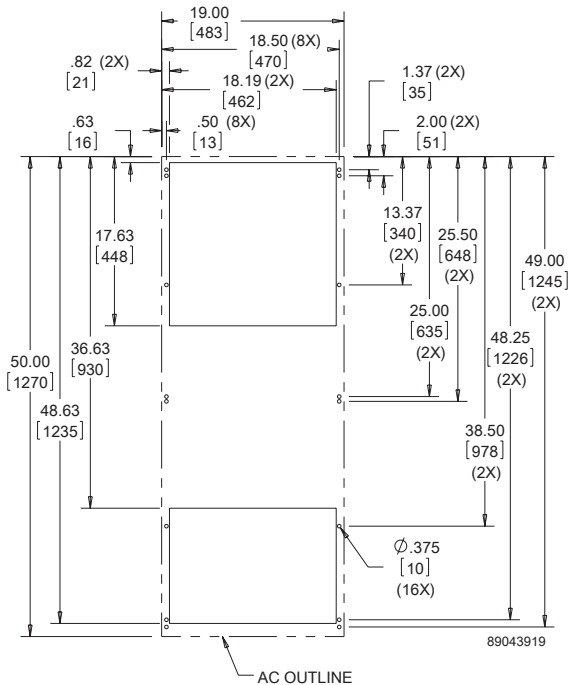 19.00
[483]
18.50 (8X)
[470]
.82 (2X)
[21]
18.19 (2X)
[462]
1.37 (2X)
[35]
.63
[16]
.50 (8X)
[13]
2.00 (2X)
[51]
17.63
[448]
13.37
[340]
(2X)
25.50
[648]
(2X)
49.00
[1245]
(2X)
25.00
[635]
(2X)
48.25
[1226]
(2X)
36.63
[930]
50.00
[1270]
48.63
[1235]
38.50
[978]
(2X)
Ø.375
[10]
(16X)
89043919
AC OUTLINE